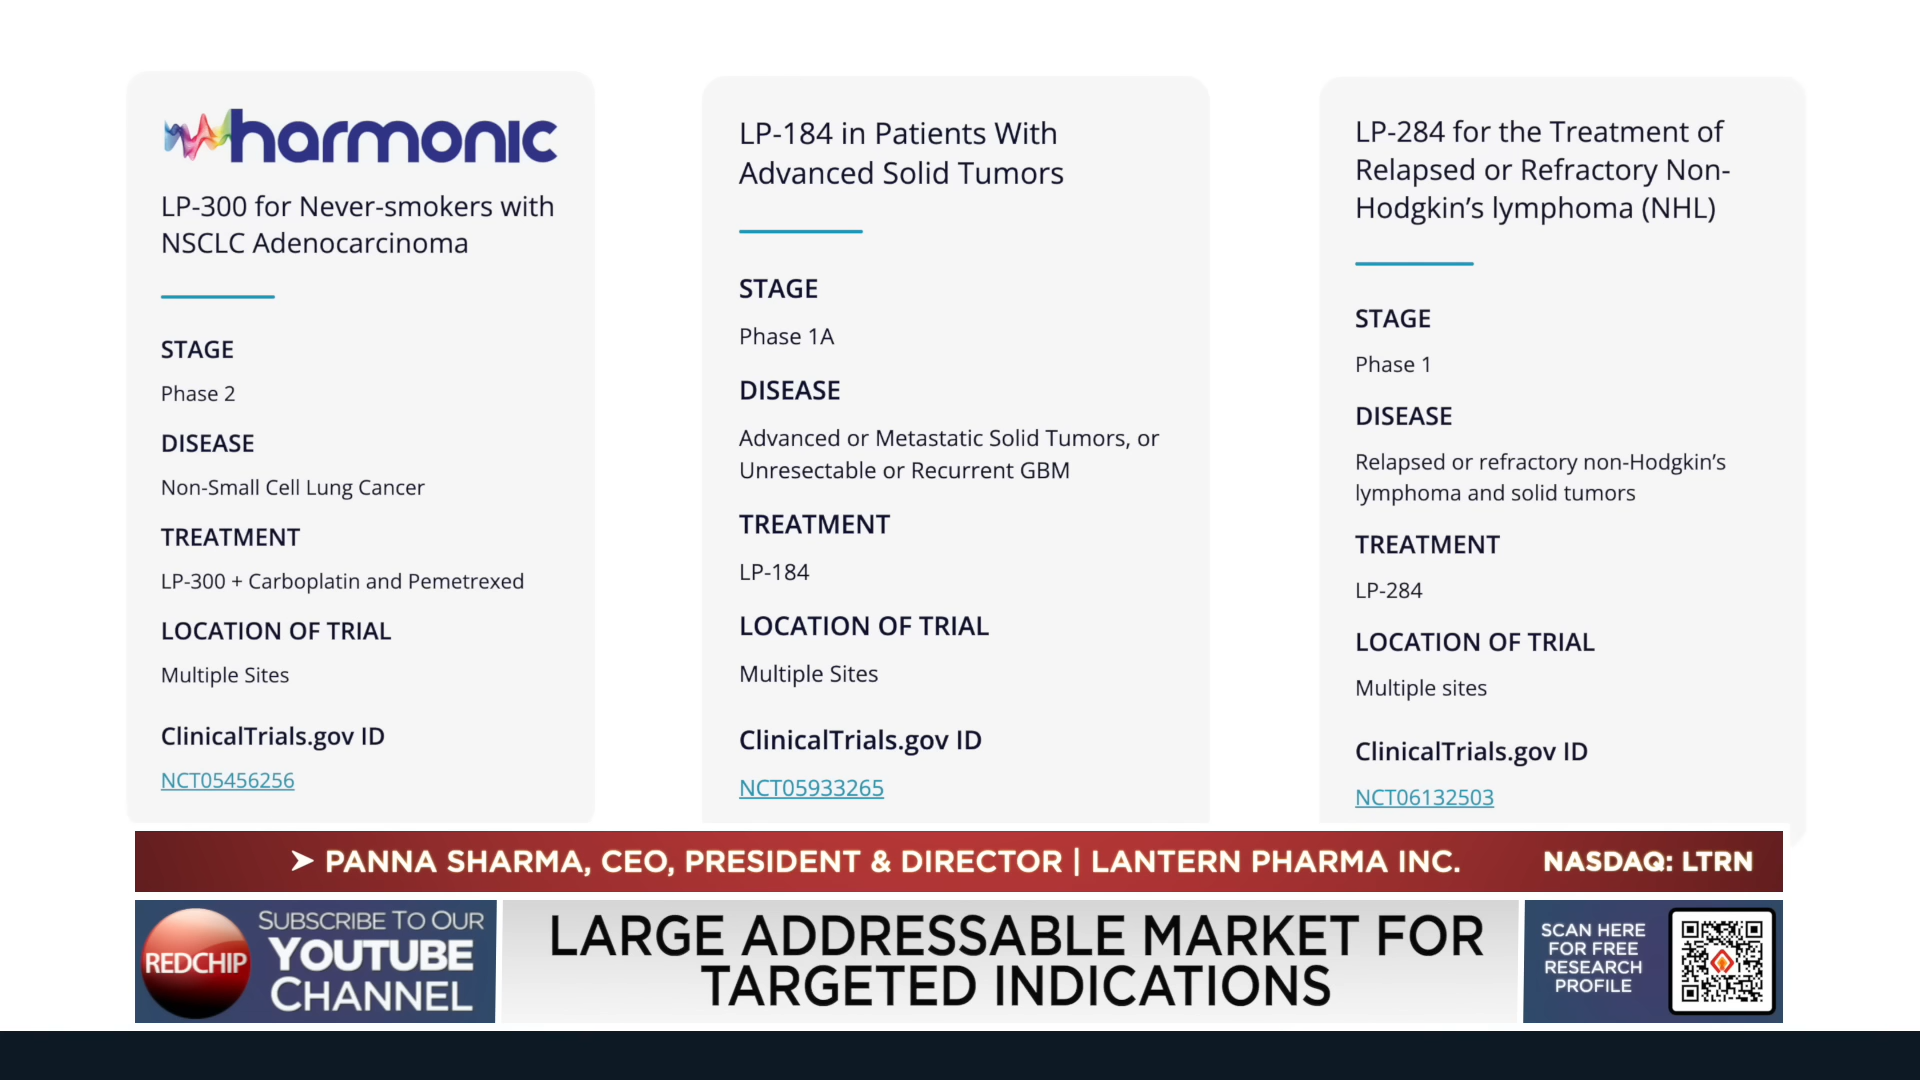 harmonic
LP-300 for Never-smokers with
NSCLC Adenocarcinoma
STAGE
Phase 2
DISEASE
Non-Small Cell Lung Cancer
TREATMENT
LP-300 + Carboplatin and Pemetrexed
LOCATION OF TRIAL
Multiple Sites
ClinicalTrials.gov ID
NCT05456256
LP-184 in Patients With
Advanced Solid Tumors
STAGE
Phase 1A
DISEASE
Advanced or Metastatic Solid Tumors, or
Unresectable or Recurrent GBM
TREATMENT
LP-184
LOCATION OF TRIAL
Multiple Sites
ClinicalTrials.gov ID
NCT05933265
LP-284 for the Treatment of
Relapsed or Refractory Non-
Hodgkin’s lymphoma (NHL)
STAGE
Phase 1
DISEASE
Relapsed or refractory non-Hodgkin’s
lymphoma and solid tumors
TREATMENT
LP-284
LOCATION OF TRIAL
Multiple sites
ClinicalTrials.gov ID
NCT06132503
➤ PANNA SHARMA, CEO, PRESIDENT & DIRECTOR | LANTERN PHARMA INC.
NASDAQ: LTRN
REDCHIP
SUBSCRIBE TO OUR
YOUTUBE
CHANNEL
LARGE ADDRESSABLE MARKET FOR
TARGETED INDICATIONS
SCAN HERE
FOR FREE
RESEARCH
PROFILE